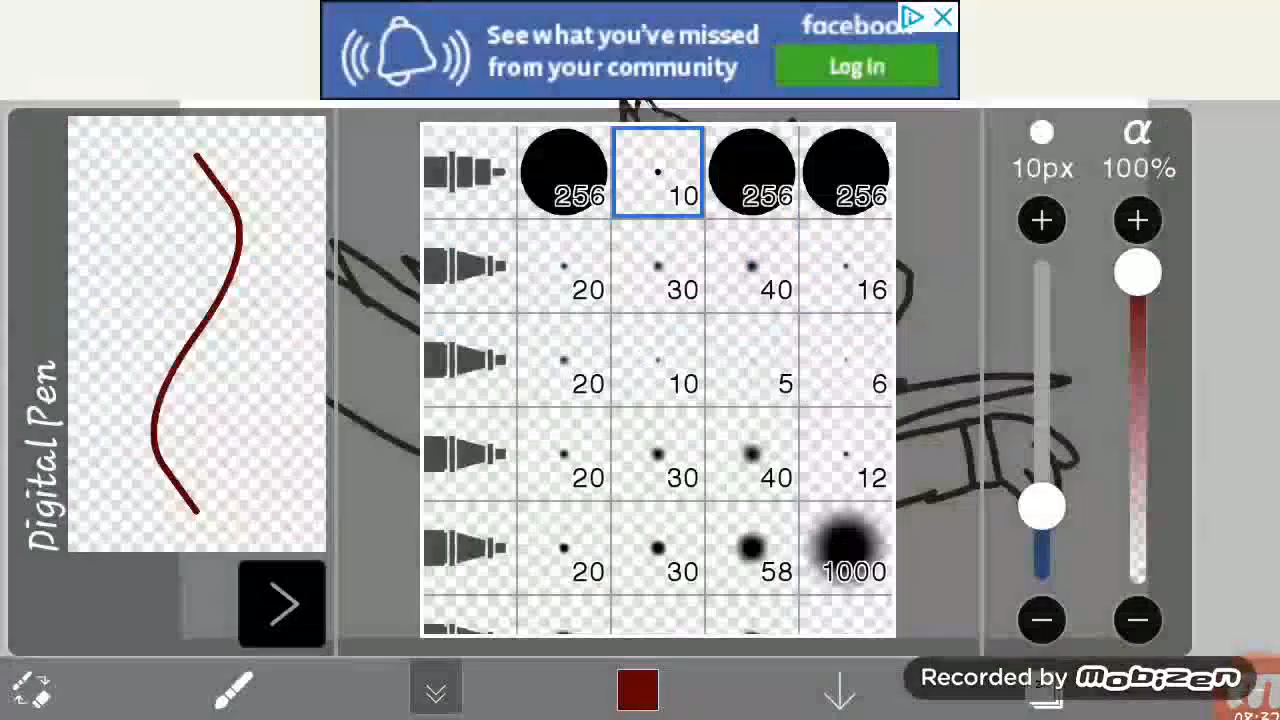 See what you've missed
from your community
facebook
Log In
Digital Pen
256 10 256 256
20 30 40 16
20 10 5 6
20 30 40 12
20 30 58 1000
10px
α
100%
Recorded by Mobizen